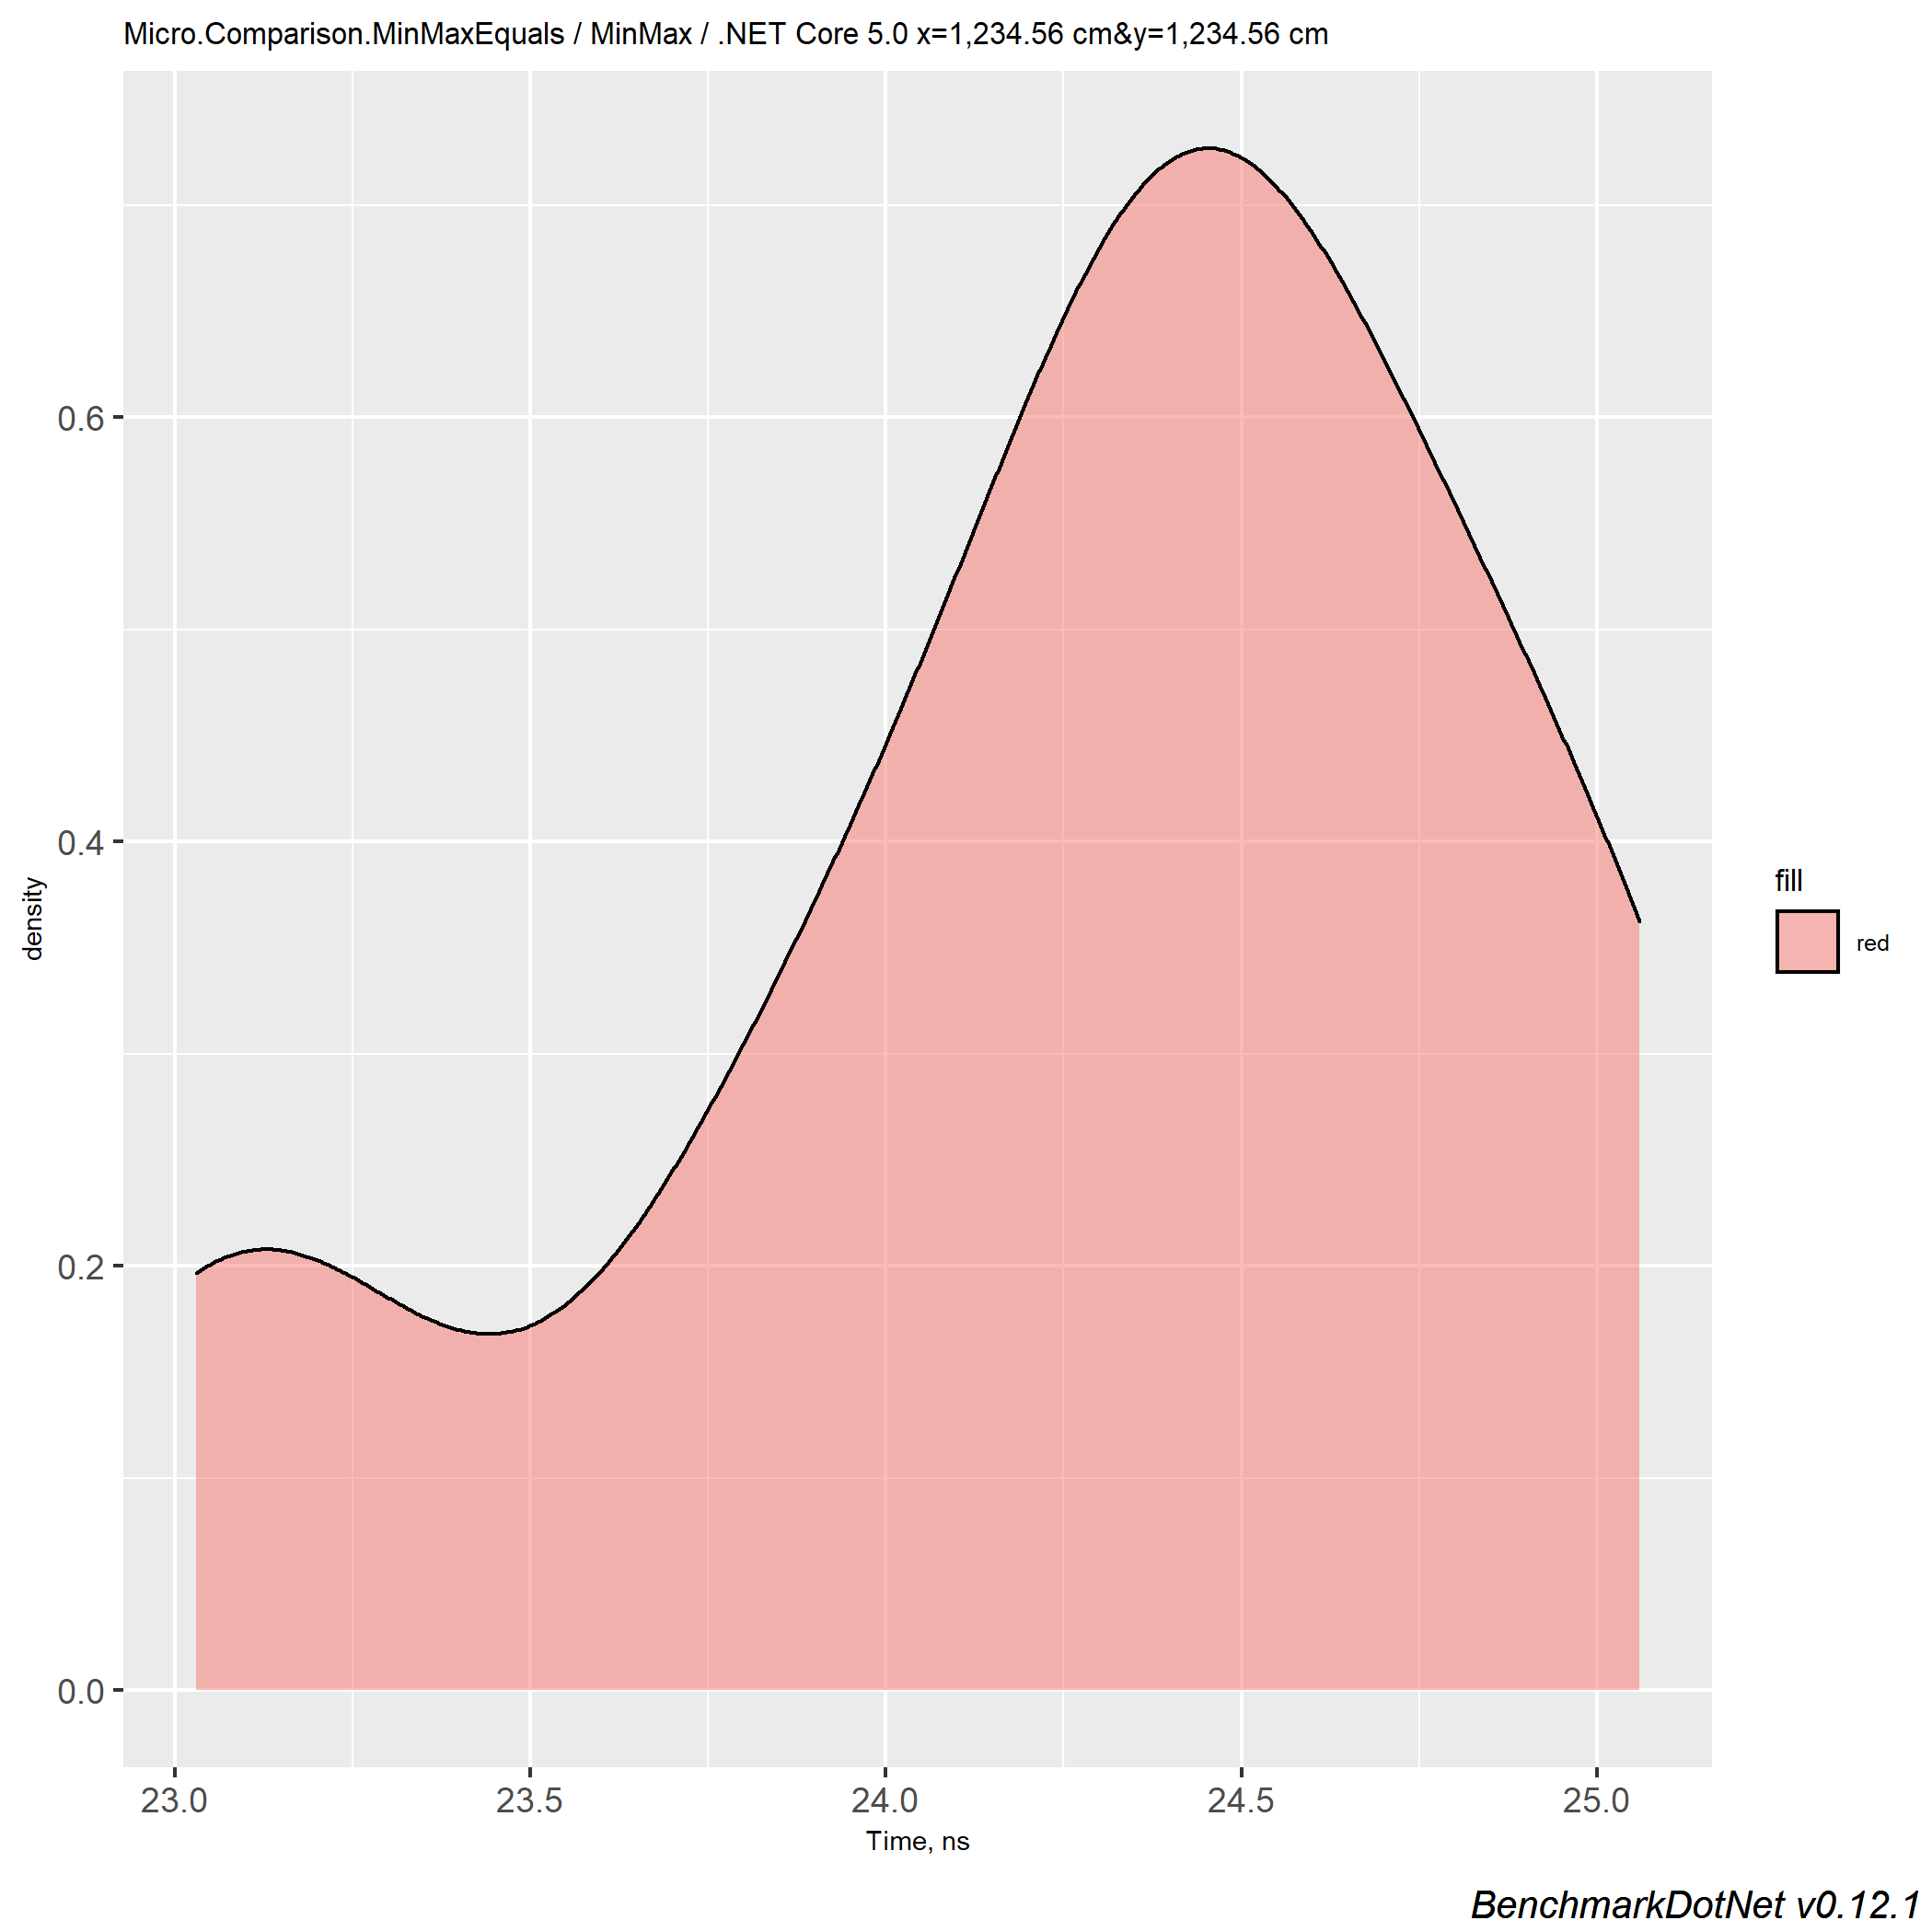 Micro.Comparison.MinMaxEquals / MinMax / .NET Core 5.0 x=1,234.56 cm&y=1,234.56 cm
0.6
0.4
0.2
0.0
density
fill
red
23.0 23.5 24.0 24.5 25.0
Time, ns
BenchmarkDotNet v0.12.1